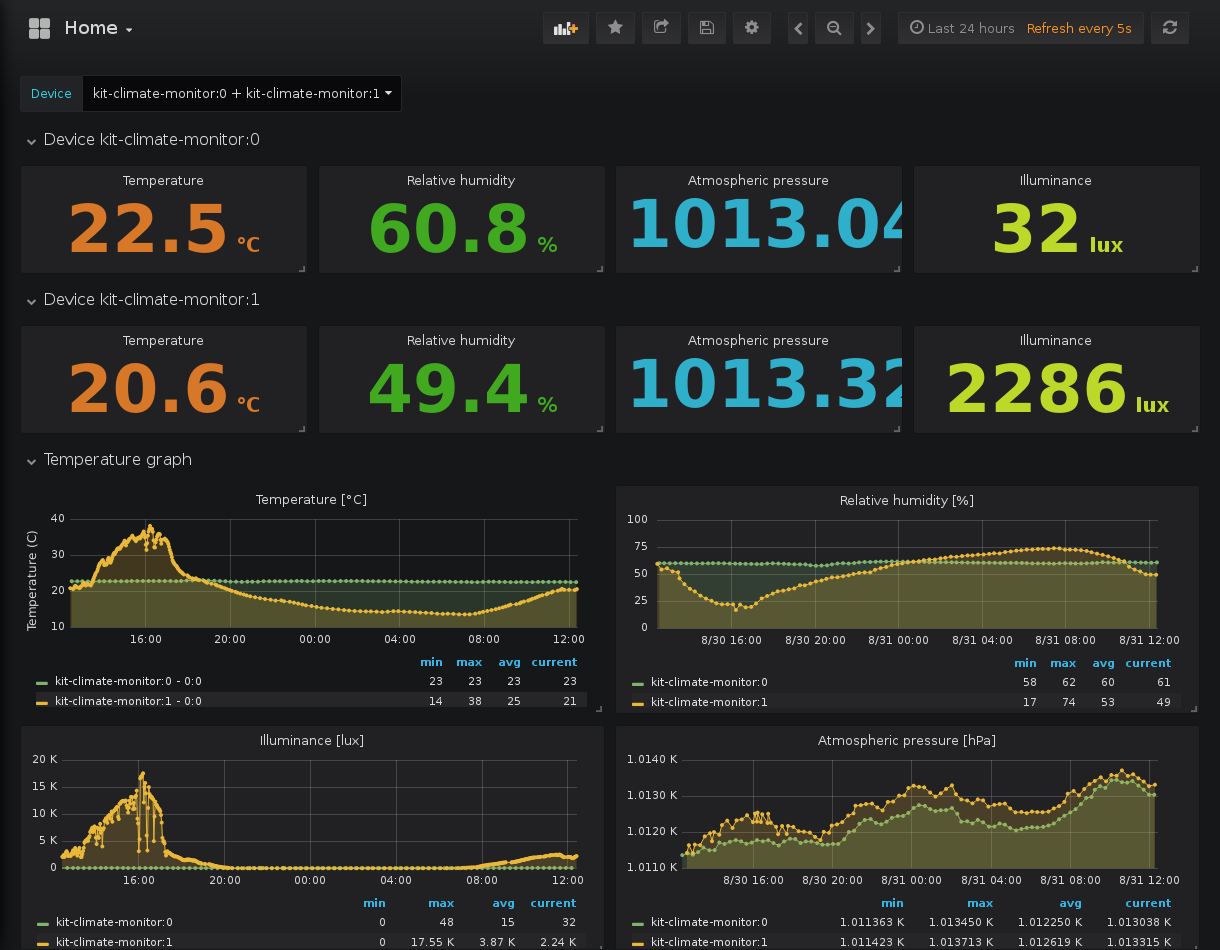 Home
Last 24 hours Refresh every 5s
Device kit-climate-monitor:0 + kit-climate-monitor:1
Device kit-climate-monitor:0
Temperature Relative humidity Atmospheric pressure Illuminance
22.5 °C 60.8 % 1013.04 32 lux
Device kit-climate-monitor:1
Temperature Relative humidity Atmospheric pressure Illuminance
20.6 °C 49.4 % 1013.32 2286 lux
Temperature graph
Temperature [°C]
Temperature (C)
40
30
20
10
16:00 20:00 00:00 04:00 08:00 12:00
min max avg current
kit-climate-monitor:0 - 0:0 23 23 23 23
kit-climate-monitor:1 - 0:0 14 38 25 21
Relative humidity [%]
100
75
50
25
0
8/30 16:00 8/30 20:00 8/31 00:00 8/31 04:00 8/31 08:00 8/31 12:00
min max avg current
kit-climate-monitor:0 58 62 60 61
kit-climate-monitor:1 17 74 53 49
Illuminance [lux]
20 K
15 K
10 K
5 K
0
16:00 20:00 00:00 04:00 08:00 12:00
min max avg current
kit-climate-monitor:0 0 48 15 32
kit-climate-monitor:1 0 17.55 K 3.87 K 2.24 K
Atmospheric pressure [hPa]
1.0140 K
1.0130 K
1.0120 K
1.0110 K
8/30 16:00 8/30 20:00 8/31 00:00 8/31 04:00 8/31 08:00 8/31 12:00
min max avg current
kit-climate-monitor:0 1.011363 K 1.013450 K 1.012250 K 1.013038 K
kit-climate-monitor:1 1.011423 K 1.013713 K 1.012619 K 1.013315 K